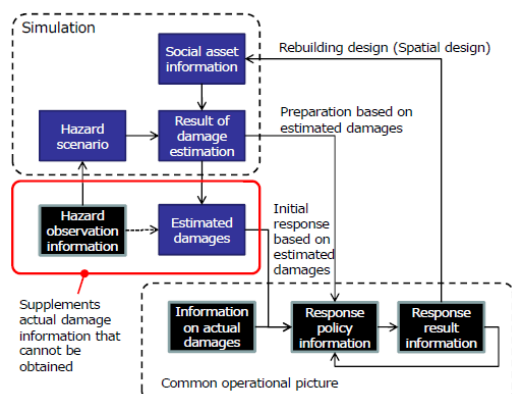 Simulation
Social asset
information
Rebuilding design (Spatial design)
Hazard
scenario
Result of
damage
estimation
Preparation based on
estimated damages
Hazard
observation
information
Estimated
damages
Initial
response
based on
estimated
damages
Supplements
actual damage
information that
cannot be
obtained
Information
on actual
damages
Response
policy
information
Response
result
information
Common operational picture